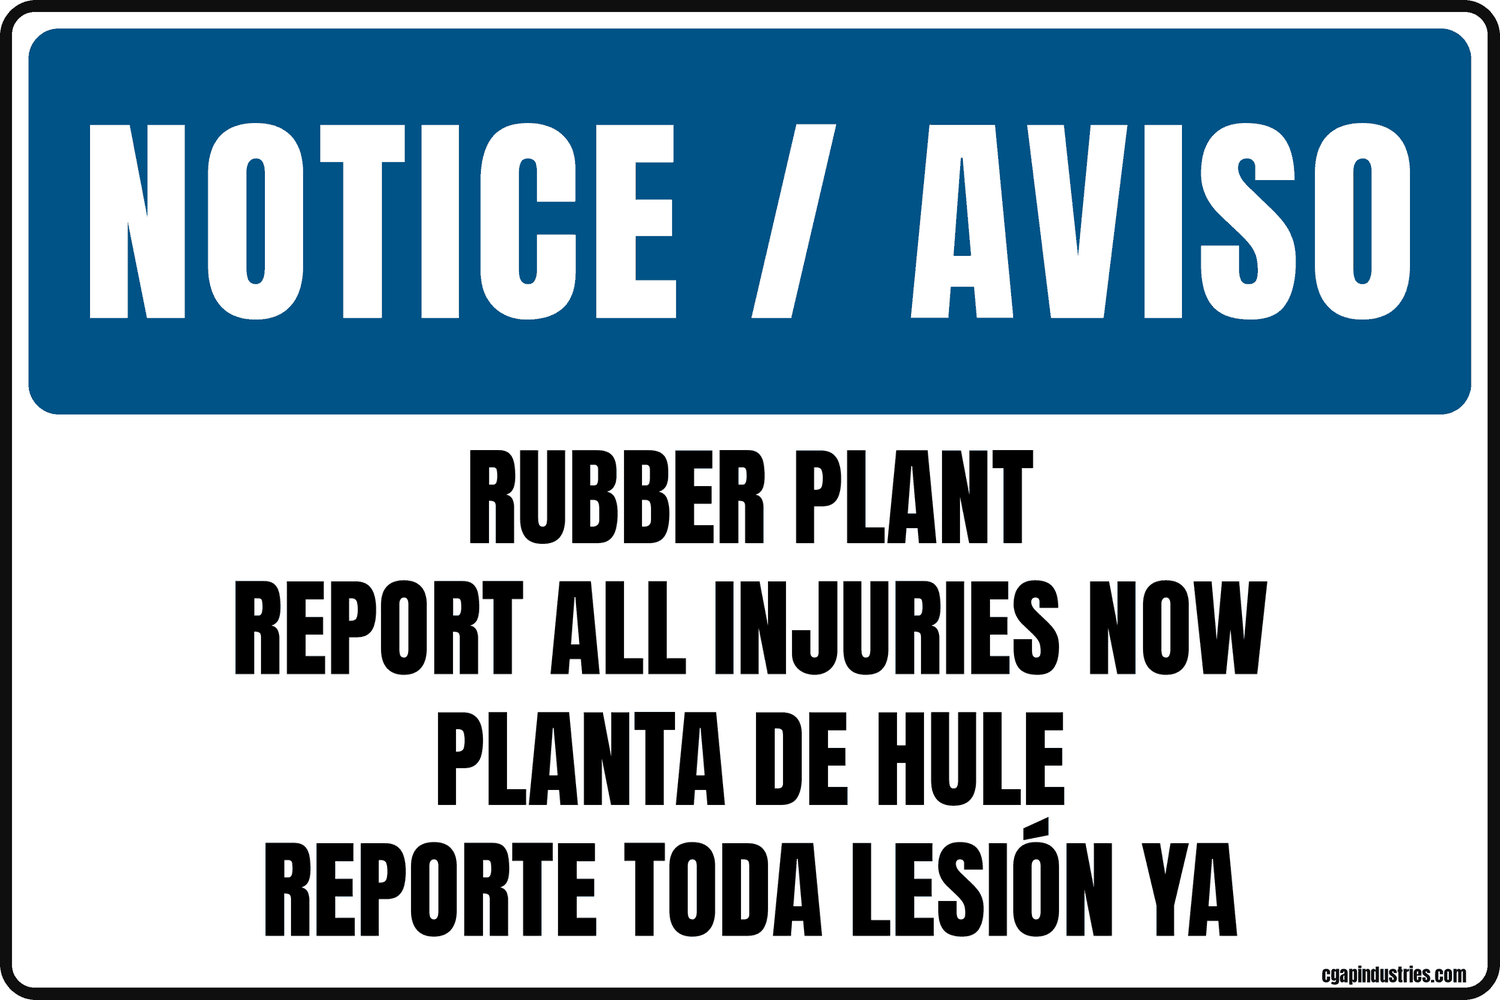 NOTICE / AVISO
RUBBER PLANT
REPORT ALL INJURIES NOW
PLANTA DE HULE
REPORTE TODA LESIÓN YA
cgapindustries.com